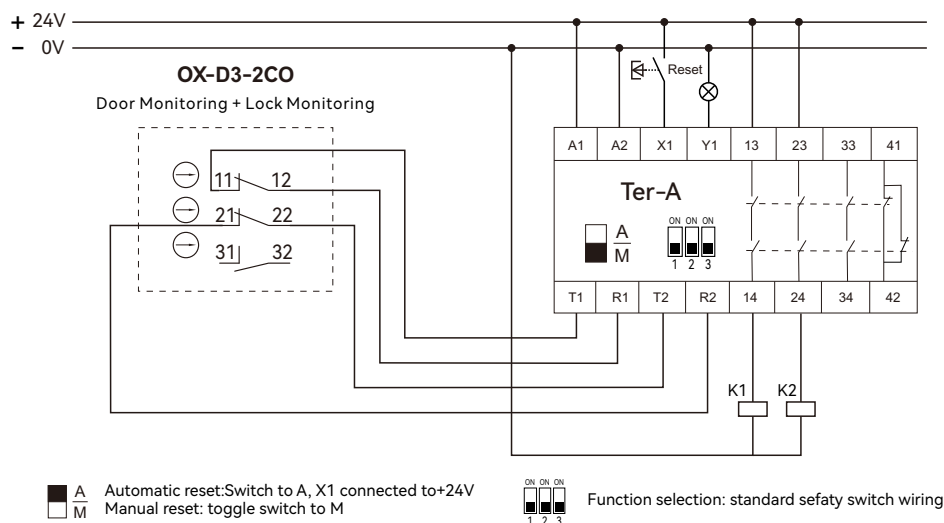 + 24V
− 0V
OX-D3-2CO
Door Monitoring + Lock Monitoring
Reset
11 12
21 22
31 32
A1 A2 X1 Y1 13 23 33 41
Ter-A
A
M
ON ON ON
1 2 3
T1 R1 T2 R2 14 24 34 42
K1 K2
A
M
Automatic reset:Switch to A, X1 connected to+24V
Manual reset: toggle switch to M
ON ON ON
1 2 3
Function selection: standard sefaty switch wiring